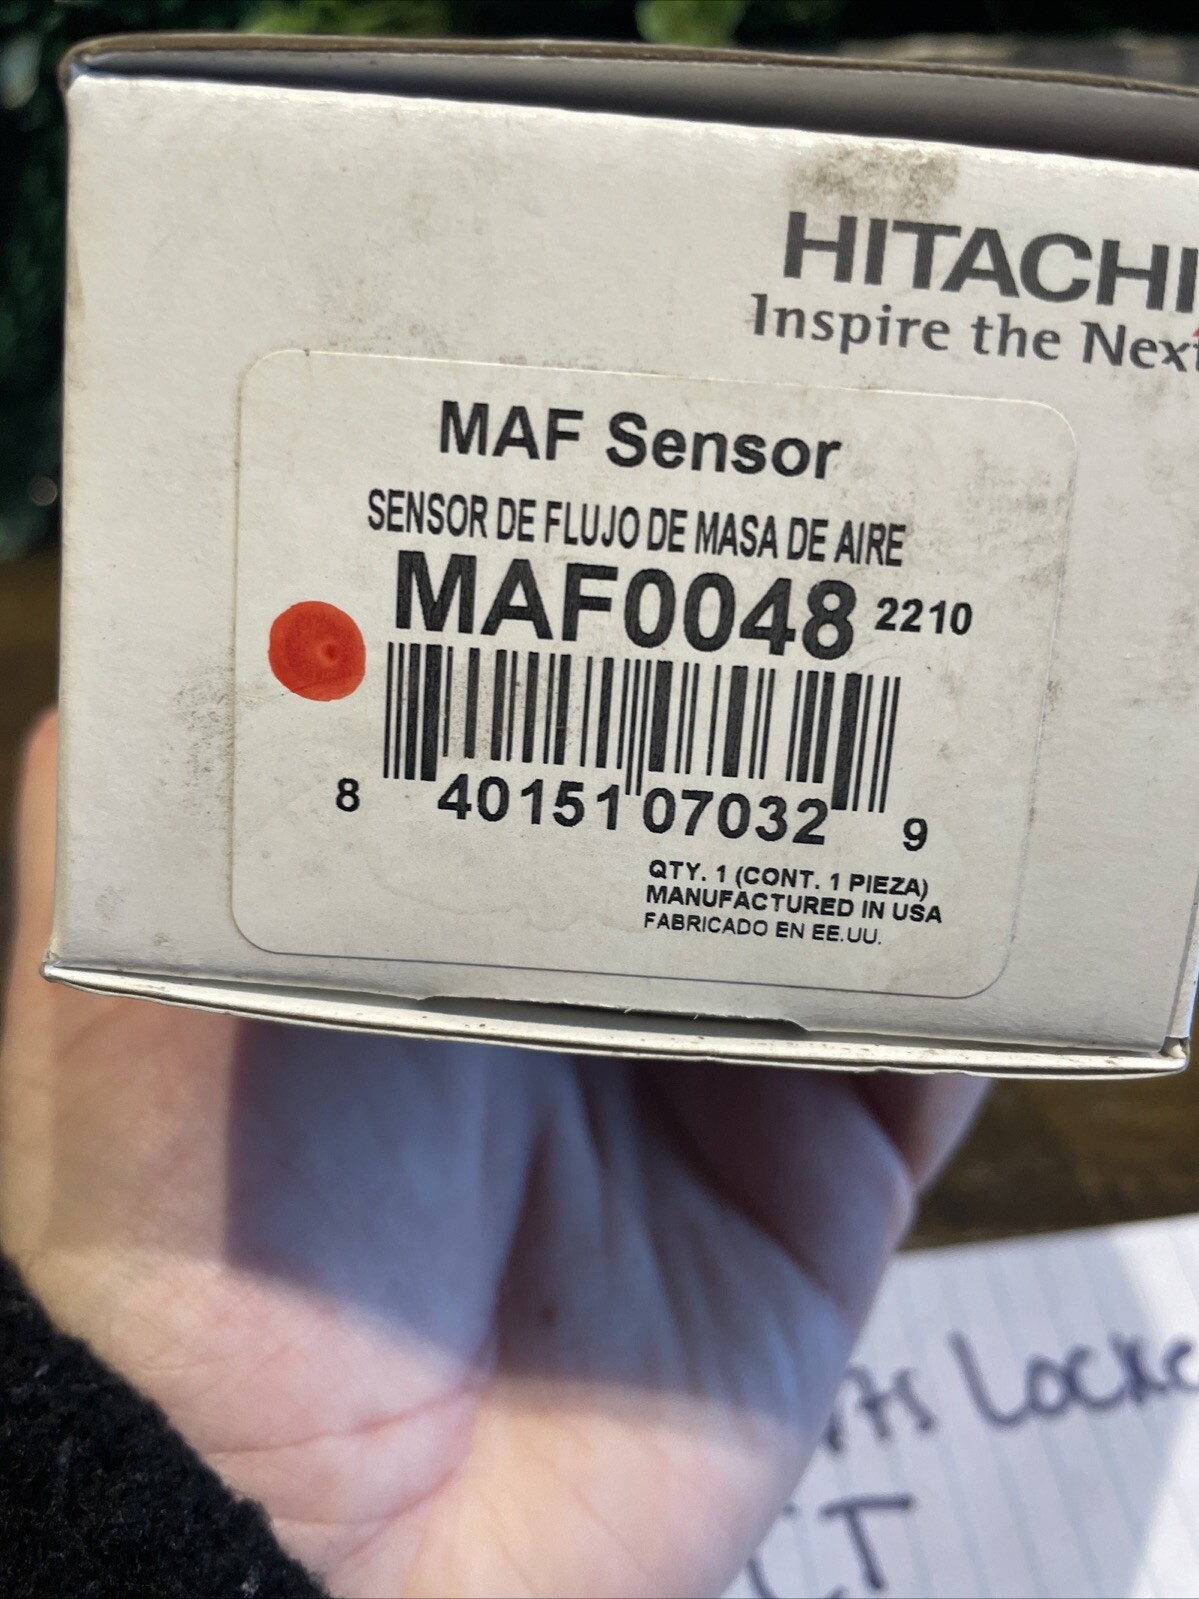 HITACHI
Inspire the Next
MAF Sensor
SENSOR DE FLUJO DE MASA DE AIRE
MAF0048 2210
8 40151 07032 9
QTY. 1 (CONT. 1 PIEZA)
MANUFACTURED IN USA
FABRICADO EN EE.UU.